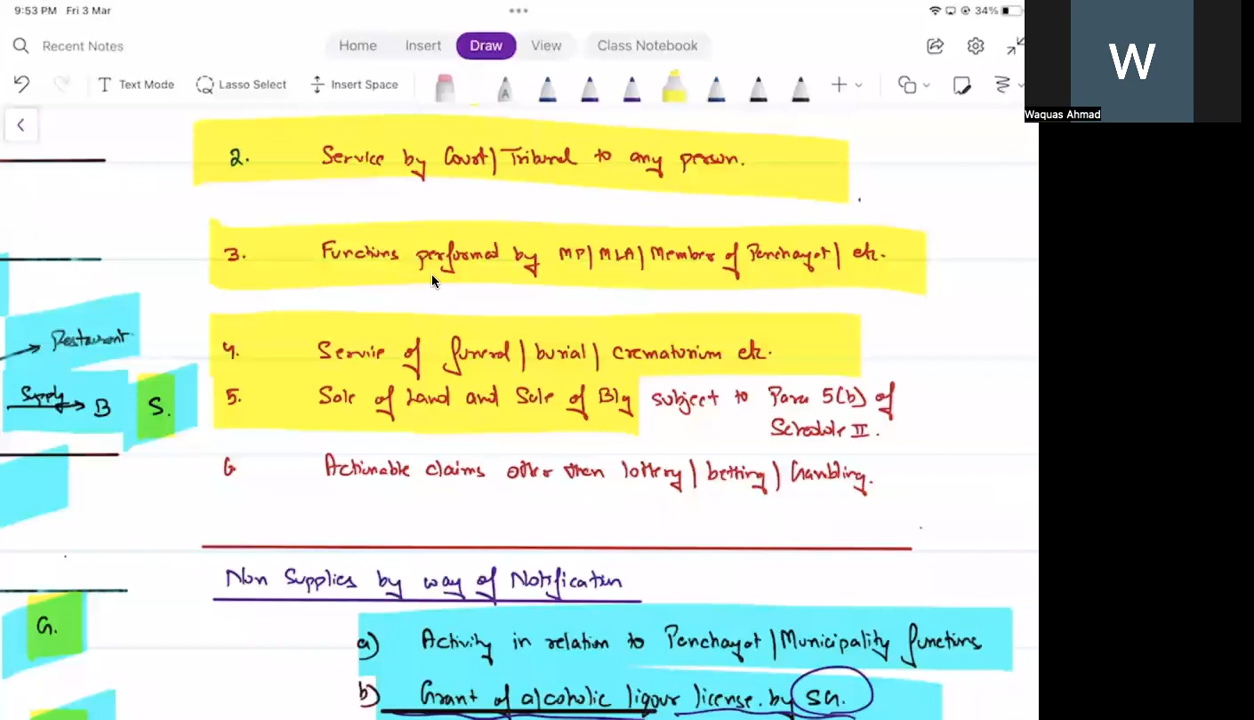 9:53 PM Fri 3 Mar
34%
W
Waquas Ahmad
Recent Notes
Home Insert Draw View Class Notebook
Text Mode Lasso Select Insert Space
2. Service by Court/Tribunal to any person.
3. Functions performed by MP/MLA/Member of Panchayat/etc.
Restaurant
4. Service of funeral/burial/crematorium etc.
Supply B S.
5. Sale of Land and Sale of Blg subject to Para 5(b) of
Schedule II.
6 Actionable claims other than lottery/betting/Gambling.
Non Supplies by way of Notification
G.
a) Activity in relation to Panchayat/Municipality functions
b) Grant of alcoholic liqour license by SG.